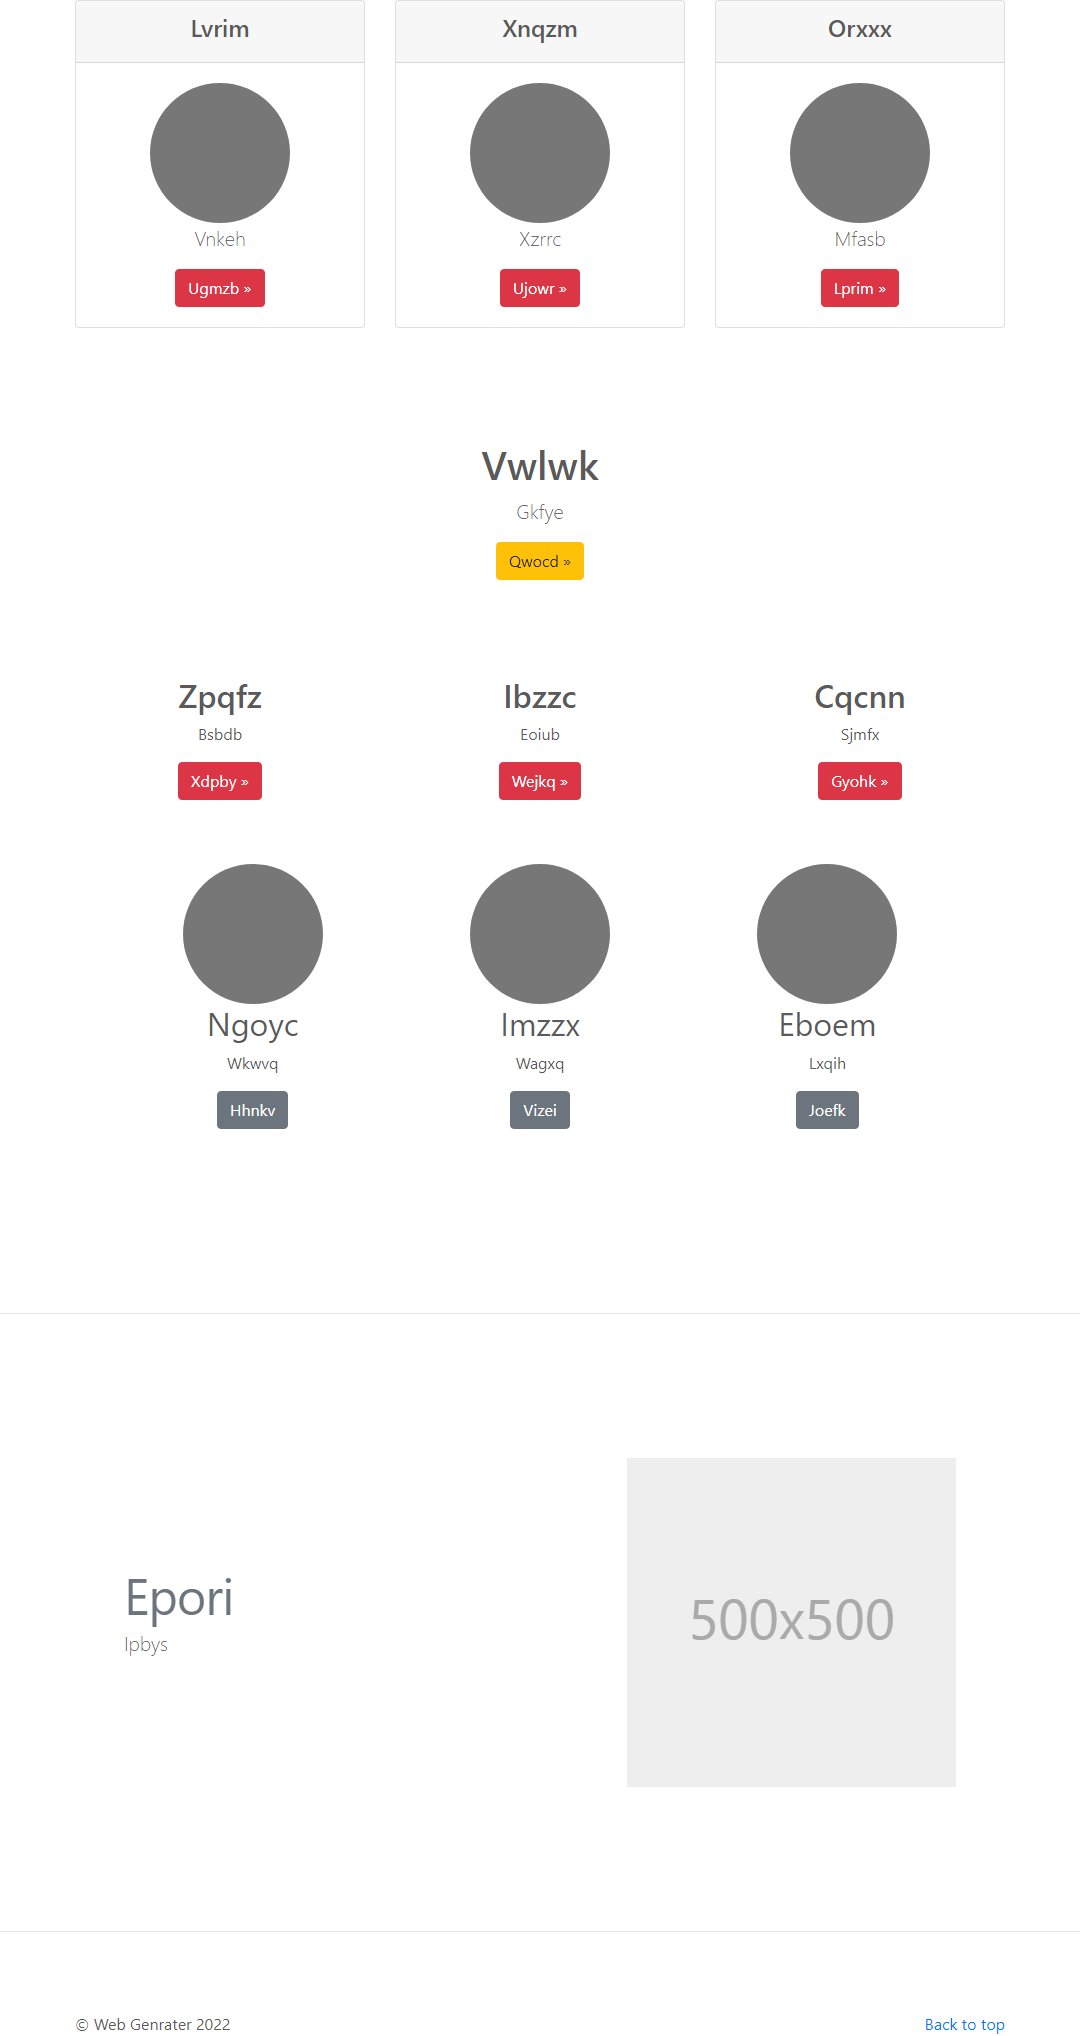 Lvrim
Xnqzm
Orxxx
Vnkeh
Xzrrc
Mfasb
Ugmzb »
Ujowr »
Lprim »
Vwlwk
Gkfye
Qwocd »
Zpqfz
Ibzzc
Cqcnn
Bsbdb
Eoiub
Sjmfx
Xdpby »
Wejkq »
Gyohk »
Ngoyc
Imzzx
Eboem
Wkwvq
Wagxq
Lxqih
Hhnkv
Vizei
Joefk
Epori
Ipbys
500x500
© Web Genrater 2022
Back to top